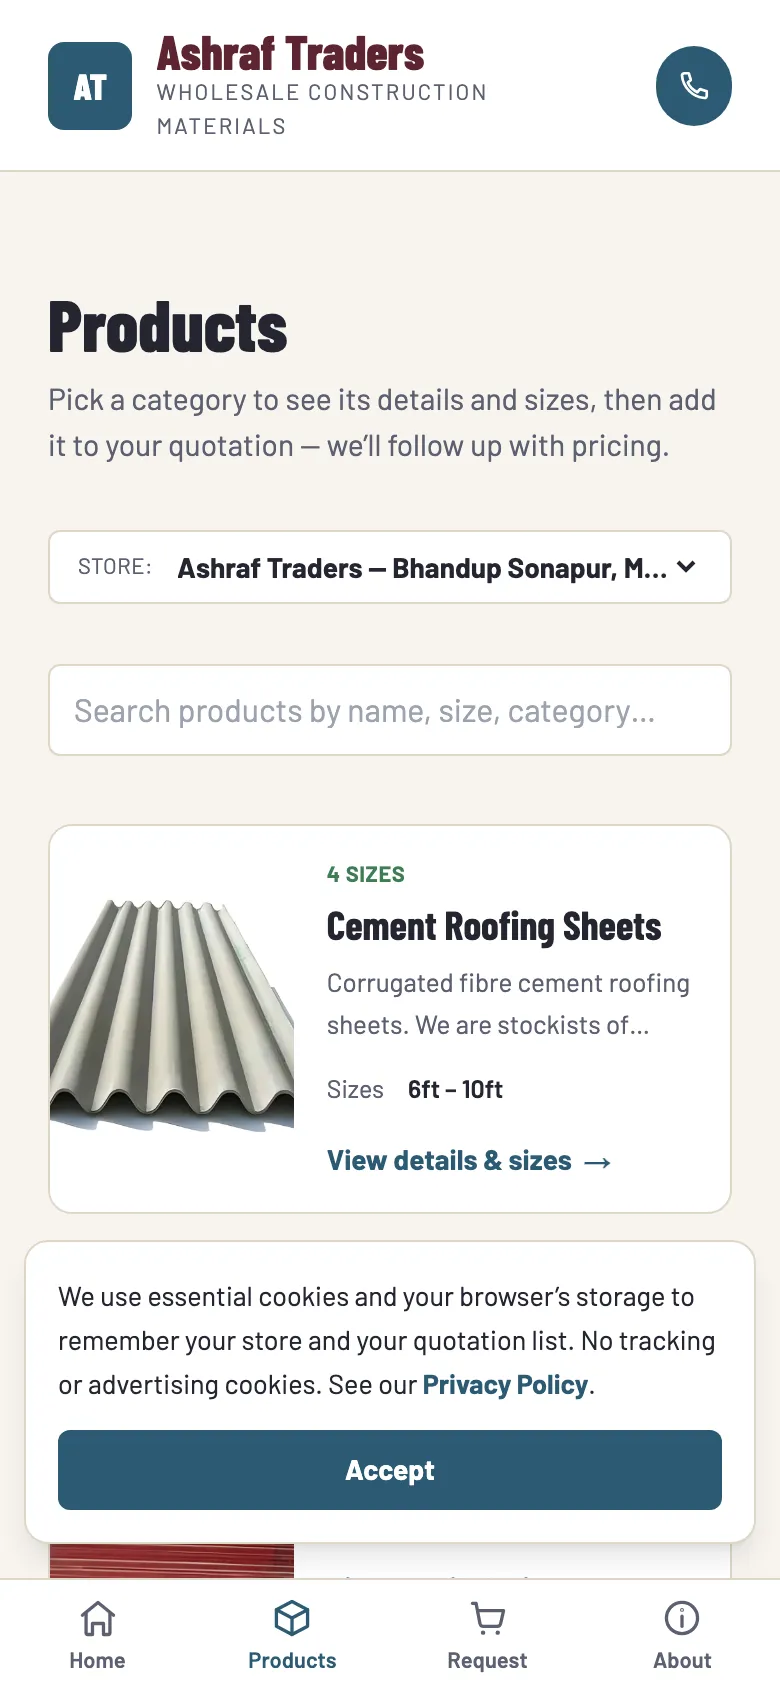 AT
Ashraf Traders
WHOLESALE CONSTRUCTION
MATERIALS
Products
Pick a category to see its details and sizes, then add
it to your quotation – we’ll follow up with pricing.
STORE: Ashraf Traders – Bhandup Sonapur, M...
Search products by name, size, category...
4 SIZES
Cement Roofing Sheets
Corrugated fibre cement roofing
sheets. We are stockists of...
Sizes 6ft – 10ft
View details & sizes →
We use essential cookies and your browser’s storage to
remember your store and your quotation list. No tracking
or advertising cookies. See our Privacy Policy.
Accept
Home Products Request About